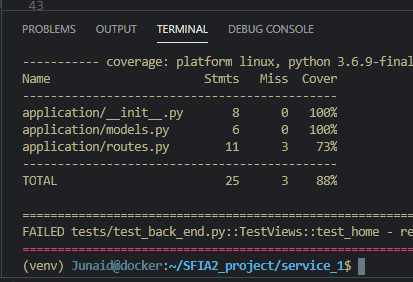 43
PROBLEMS OUTPUT TERMINAL DEBUG CONSOLE
----------- coverage: platform linux, python 3.6.9-final
Name Stmts Miss Cover
---------------------------------------------
application/__init__.py 8 0 100%
application/models.py 6 0 100%
application/routes.py 11 3 73%
---------------------------------------------
TOTAL 25 3 88%
========================================================
FAILED tests/test_back_end.py::TestViews::test_home - re
========================================================
(venv) Junaid@docker:~/SFIA2_project/service_1$